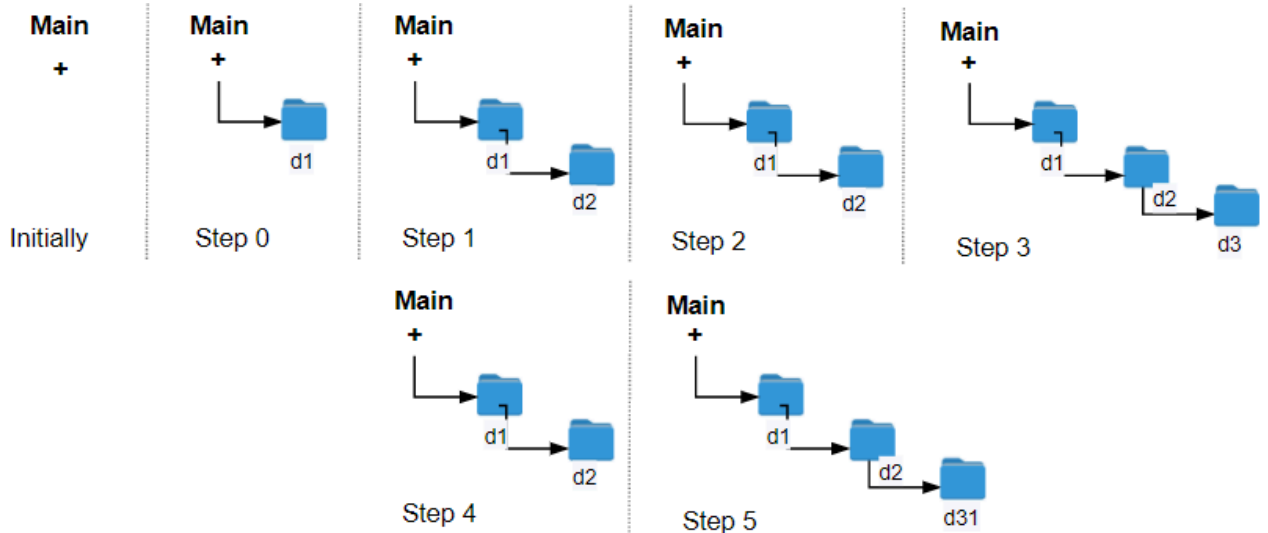 Main
+
Initially
Main
+
d1
Step 0
Main
+
d1
d2
Step 1
Main
+
d1
d2
Step 2
Main
+
d1
d2
d3
Step 3
Main
+
d1
d2
Step 4
Main
+
d1
d2
d31
Step 5